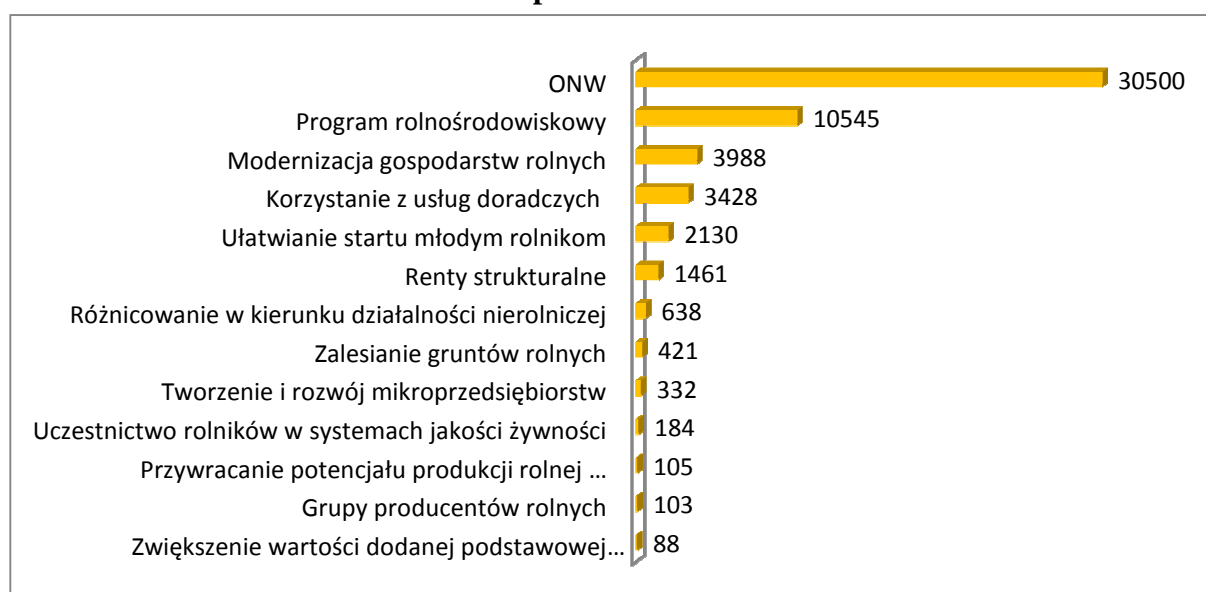 ONW 30500
Program rolnośrodowiskowy 10545
Modernizacja gospodarstw rolnych 3988
Korzystanie z usług doradczych 3428
Ułatwianie startu młodym rolnikom 2130
Renty strukturalne 1461
Różnicowanie w kierunku działalności nierolniczej 638
Zalesianie gruntów rolnych 421
Tworzenie i rozwój mikroprzedsiębiorstw 332
Uczestnictwo rolników w systemach jakości żywności 184
Przywracanie potencjału produkcji rolnej … 105
Grupy producentów rolnych 103
Zwiększenie wartości dodanej podstawowej… 88